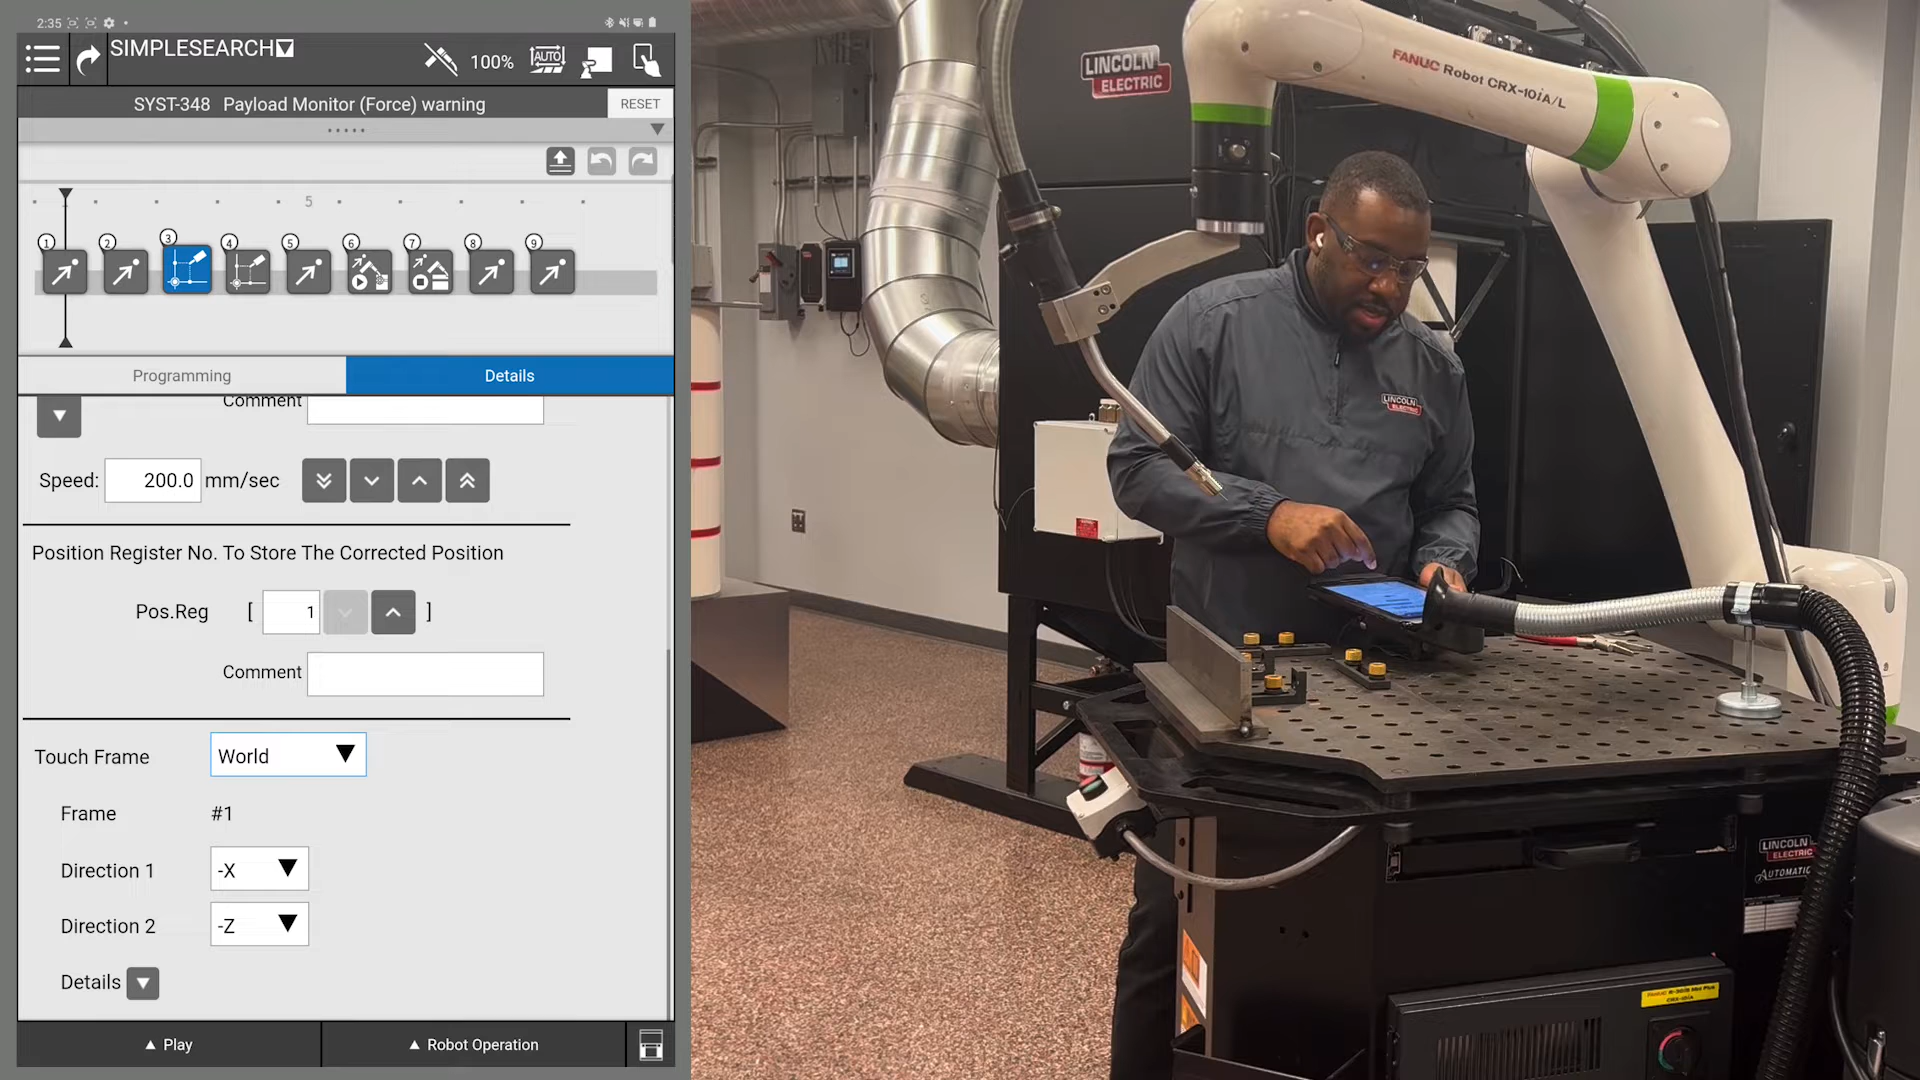 2:35
SIMPLESEARCH
100%
AUTO
SYST-348 Payload Monitor (Force) warning
RESET
5
1 2 3 4 5 6 7 8 9
Programming
Details
Comment
Speed: 200.0 mm/sec
Position Register No. To Store The Corrected Position
Pos.Reg [ 1 ]
Comment
Touch Frame World
Frame #1
Direction 1 -X
Direction 2 -Z
Details
Play
Robot Operation
LINCOLN
ELECTRIC
FANUC Robot CRX-10iA/L
LINCOLN
ELECTRIC
LINCOLN
ELECTRIC
AUTOMATIC